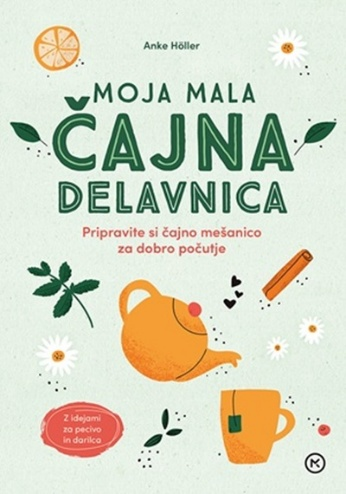 Anke Höller
MOJA MALA
ČAJNA
DELAVNICA
Pripravite si čajno mešanico
za dobro počutje
Z idejami
za pecivo
in darilca
M